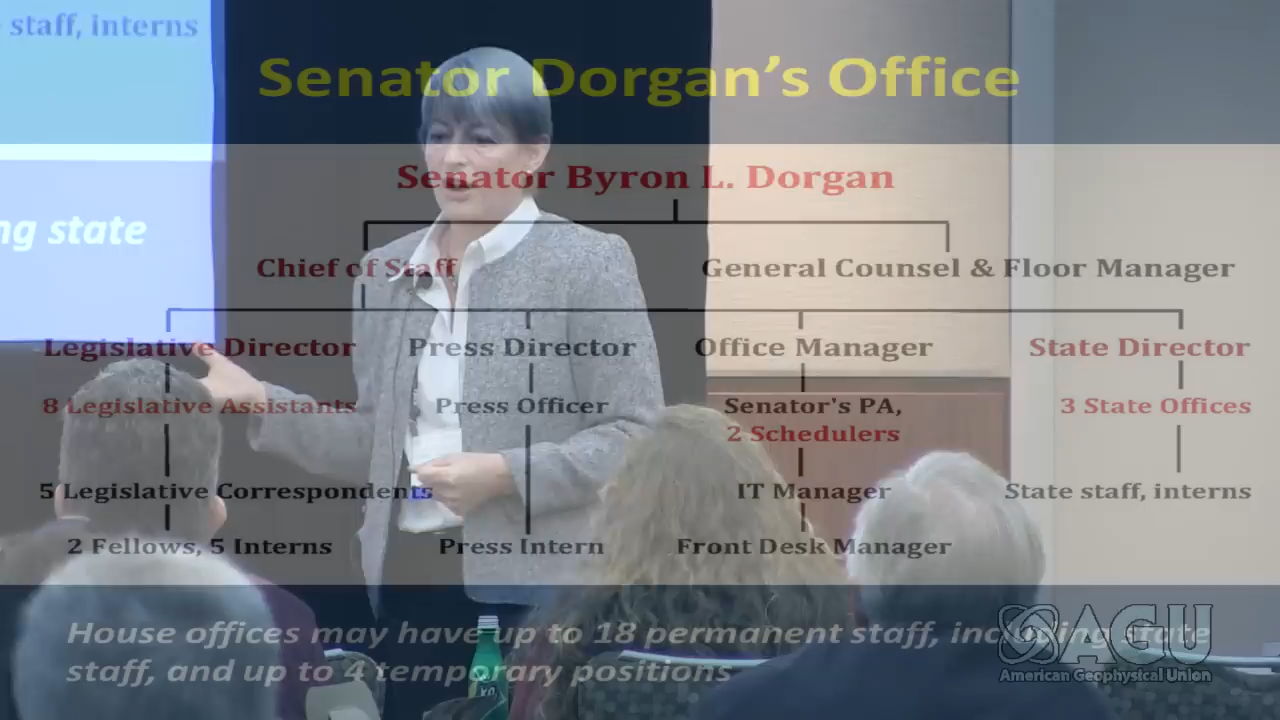 staff, interns
Senator Dorgan's Office
Senator Byron L. Dorgan
ng state
Chief of Staff
General Counsel & Floor Manager
Legislative Director
Press Director
Office Manager
State Director
8 Legislative Assistants
Press Officer
Senator's PA,
2 Schedulers
3 State Offices
5 Legislative Correspondents
IT Manager
State staff, interns
2 Fellows, 5 Interns
Press Intern
Front Desk Manager
House offices may have up to 18 permanent staff, including state
staff, and up to 4 temporary positions
AGU
American Geophysical Union